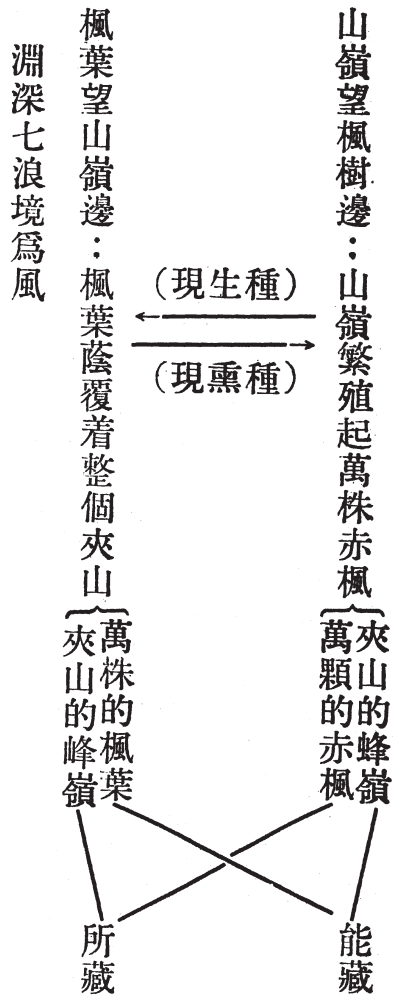 山嶺望楓樹邊：山嶺繁殖起萬株赤楓
夾山的蜂嶺
萬顆的赤楓
能藏
（現生種）
（現熏種）
楓葉望山嶺邊：楓葉蔭覆着整個夾山
萬株的楓葉
夾山的峰嶺
所藏
淵深七浪境爲風